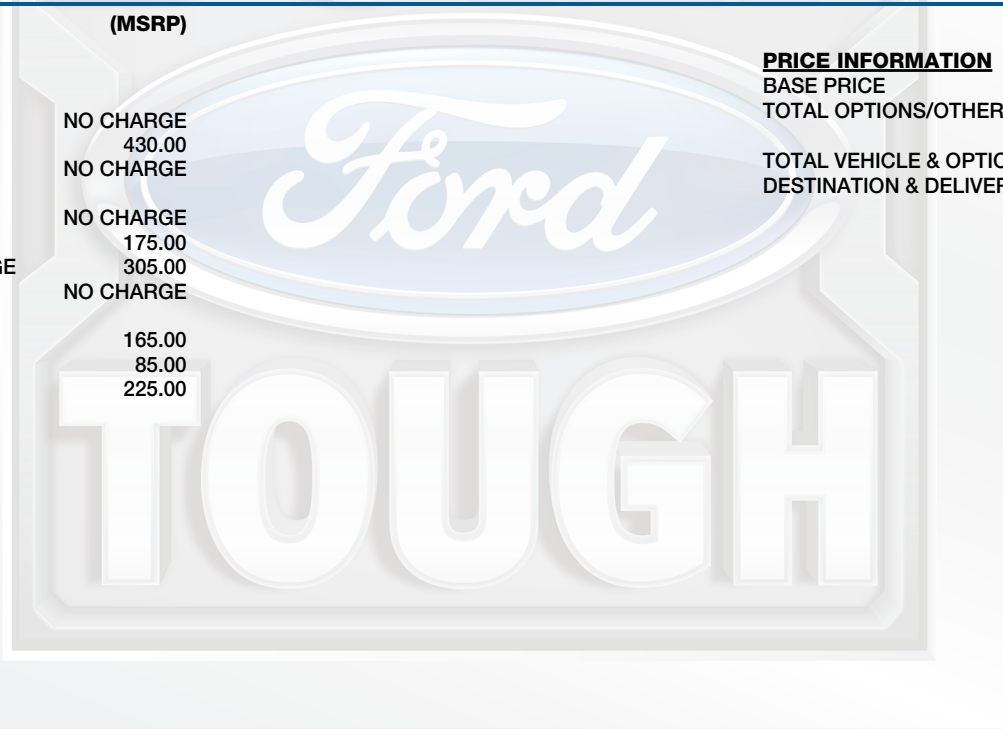 (MSRP)
NO CHARGE
430.00
NO CHARGE
NO CHARGE
175.00
GE 305.00
NO CHARGE
165.00
85.00
225.00
PRICE INFORMATION
BASE PRICE
TOTAL OPTIONS/OTHER
TOTAL VEHICLE & OPTIO
DESTINATION & DELIVER
Ford
TOUGH